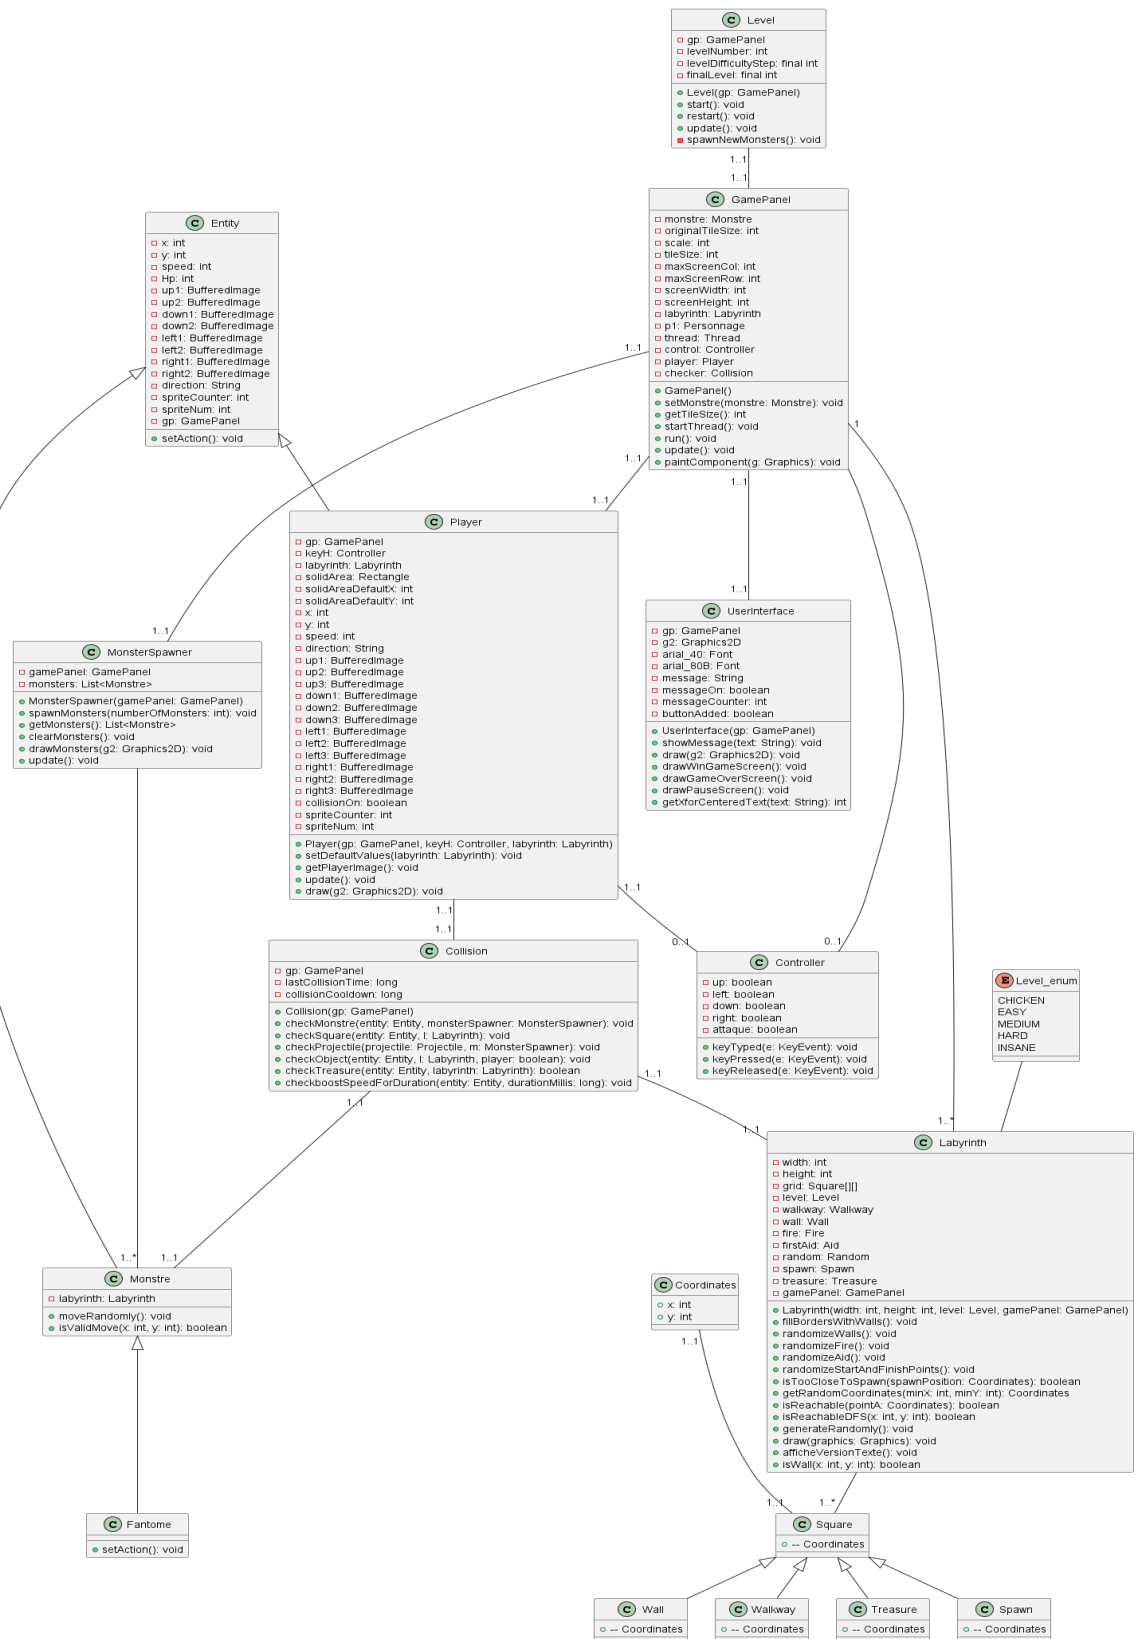 C Level
gp: GamePanel
levelNumber: int
levelDifficultyStep: final int
finalLevel: final int
Level(gp: GamePanel)
start(): void
restart(): void
update(): void
spawnNewMonsters(): void
1..1
1..1
C GamePanel
monstre: Monstre
originalTileSize: int
scale: int
tileSize: int
maxScreenCol: int
maxScreenRow: int
screenWidth: int
screenHeight: int
labyrinth: Labyrinth
p1: Personnage
thread: Thread
control: Controller
player: Player
checker: Collision
GamePanel()
setMonstre(monstre: Monstre): void
getTileSize(): int
startThread(): void
run(): void
update(): void
paintComponent(g: Graphics): void
C Entity
x: int
y: int
speed: int
Hp: int
up1: BufferedImage
up2: BufferedImage
down1: BufferedImage
down2: BufferedImage
left1: BufferedImage
left2: BufferedImage
right1: BufferedImage
right2: BufferedImage
direction: String
spriteCounter: int
spriteNum: int
gp: GamePanel
setAction(): void
1..1
1
1..1
1..1
1..1
C Player
gp: GamePanel
keyH: Controller
labyrinth: Labyrinth
solidArea: Rectangle
solidAreaDefaultX: int
solidAreaDefaultY: int
x: int
y: int
speed: int
direction: String
up1: BufferedImage
up2: BufferedImage
up3: BufferedImage
down1: BufferedImage
down2: BufferedImage
down3: BufferedImage
left1: BufferedImage
left2: BufferedImage
left3: BufferedImage
right1: BufferedImage
right2: BufferedImage
right3: BufferedImage
collisionOn: boolean
spriteCounter: int
spriteNum: int
Player(gp: GamePanel, keyH: Controller, labyrinth: Labyrinth)
setDefaultValues(labyrinth: Labyrinth): void
getPlayerImage(): void
update(): void
draw(g2: Graphics2D): void
1..1
C UserInterface
gp: GamePanel
g2: Graphics2D
arial_40: Font
arial_80B: Font
message: String
messageOn: boolean
messageCounter: int
buttonAdded: boolean
UserInterface(gp: GamePanel)
showMessage(text: String): void
draw(g2: Graphics2D): void
drawWinGameScreen(): void
drawGameOverScreen(): void
drawPauseScreen(): void
getXforCenteredText(text: String): int
1..1
C MonsterSpawner
gamePanel: GamePanel
monsters: List<Monstre>
MonsterSpawner(gamePanel: GamePanel)
spawnMonsters(numberOfMonsters: int): void
getMonsters(): List<Monstre>
clearMonsters(): void
drawMonsters(g2: Graphics2D): void
update(): void
1..1
1..1
1..1
0..1
0..1
C Collision
gp: GamePanel
lastCollisionTime: long
collisionCooldown: long
Collision(gp: GamePanel)
checkMonstre(entity: Entity, monsterSpawner: MonsterSpawner): void
checkSquare(entity: Entity, l: Labyrinth): void
checkProjectile(projectile: Projectile, m: MonsterSpawner): void
checkObject(entity: Entity, l: Labyrinth, player: boolean): void
checkTreasure(entity: Entity, labyrinth: Labyrinth): boolean
checkboostSpeedForDuration(entity: Entity, durationMillis: long): void
C Controller
up: boolean
left: boolean
down: boolean
right: boolean
attaque: boolean
keyTyped(e: KeyEvent): void
keyPressed(e: KeyEvent): void
keyReleased(e: KeyEvent): void
E Level_enum
CHICKEN
EASY
MEDIUM
HARD
INSANE
1..1
1..1
1..1
1..*
C Labyrinth
width: int
height: int
grid: Square[][]
level: Level
walkway: Walkway
wall: Wall
fire: Fire
firstAid: Aid
random: Random
spawn: Spawn
treasure: Treasure
gamePanel: GamePanel
Labyrinth(width: int, height: int, level: Level, gamePanel: GamePanel)
fillBordersWithWalls(): void
randomizeWalls(): void
randomizeFire(): void
randomizeAid(): void
randomizeStartAndFinishPoints(): void
isTooCloseToSpawn(spawnPosition: Coordinates): boolean
getRandomCoordinates(minX: int, minY: int): Coordinates
isReachable(pointA: Coordinates): boolean
isReachableDFS(x: int, y: int): boolean
generateRandomly(): void
draw(graphics: Graphics): void
afficheVersionTexte(): void
isWall(x: int, y: int): boolean
1..*
1..1
C Monstre
labyrinth: Labyrinth
moveRandomly(): void
isValidMove(x: int, y: int): boolean
C Coordinates
x: int
y: int
1..1
1..1
1..*
C Fantome
setAction(): void
C Square
-- Coordinates
C Wall
-- Coordinates
C Walkway
-- Coordinates
C Treasure
-- Coordinates
C Spawn
-- Coordinates